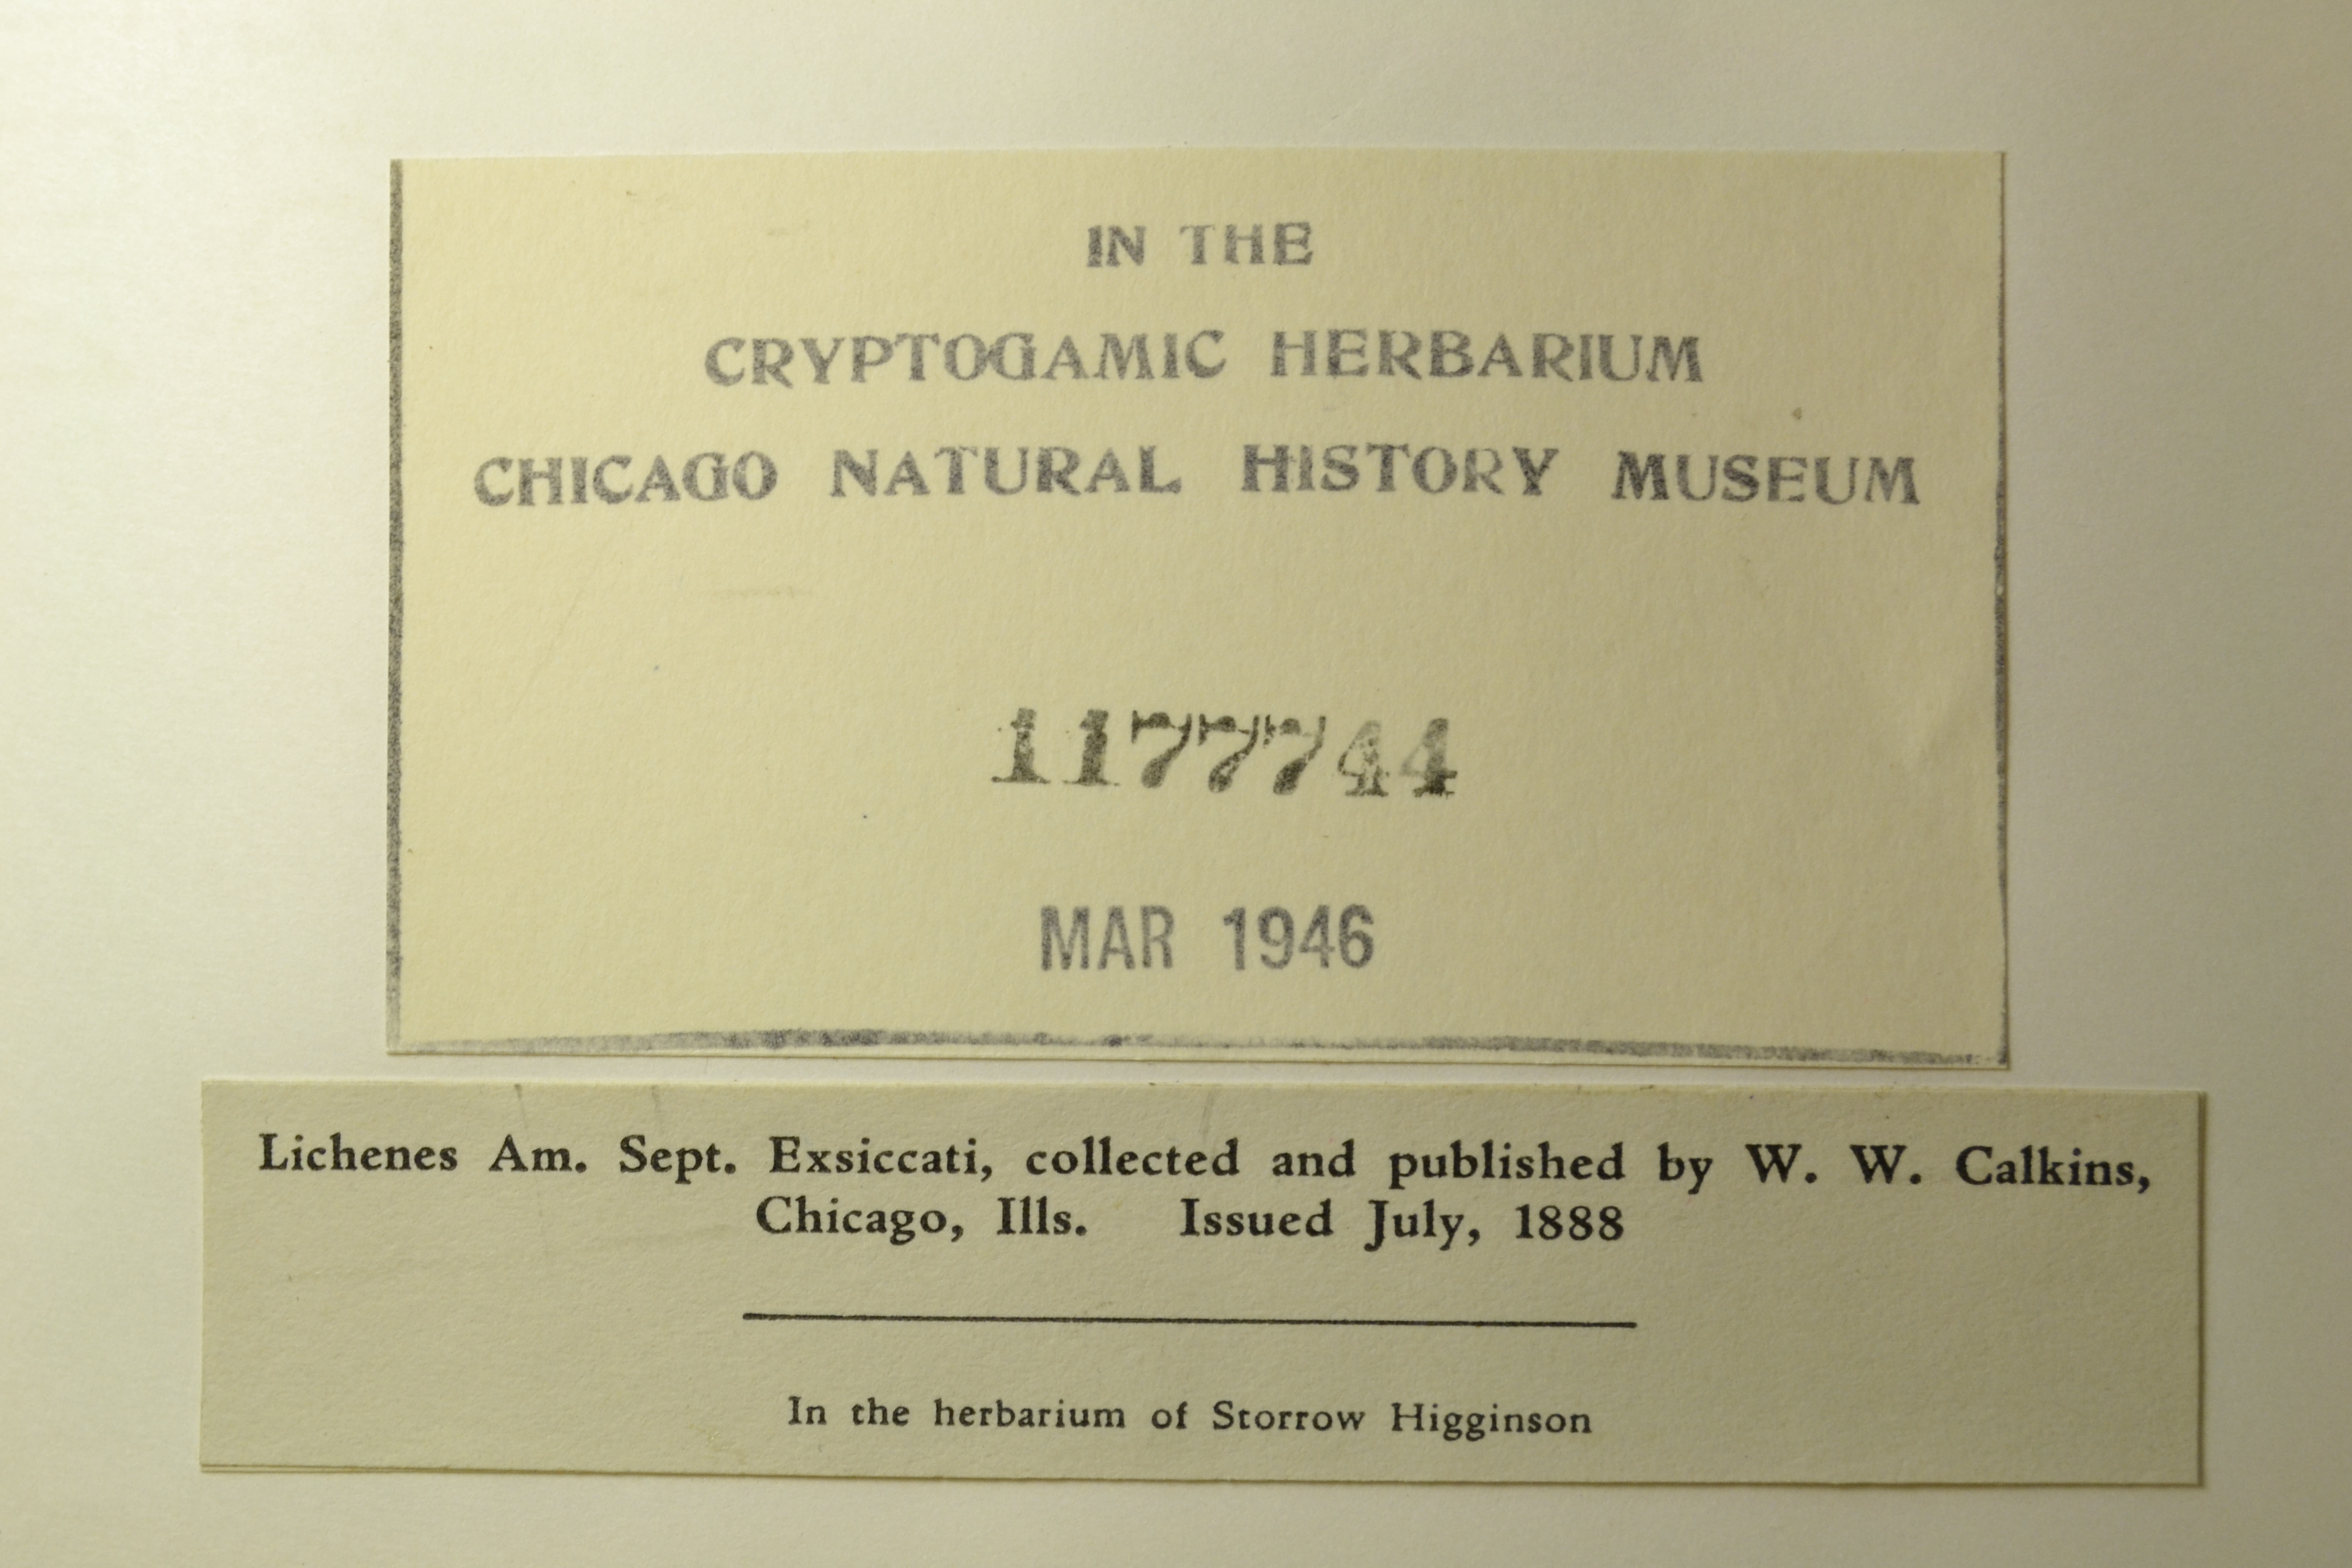 IN THE
CRYPTOGAMIC HERBARIUM
CHICAGO NATURAL HISTORY MUSEUM
1177744
MAR 1946
Lichenes Am. Sept. Exsiccati, collected and published by W. W. Calkins,
Chicago, Ills. Issued July, 1888
In the herbarium of Storrow Higginson